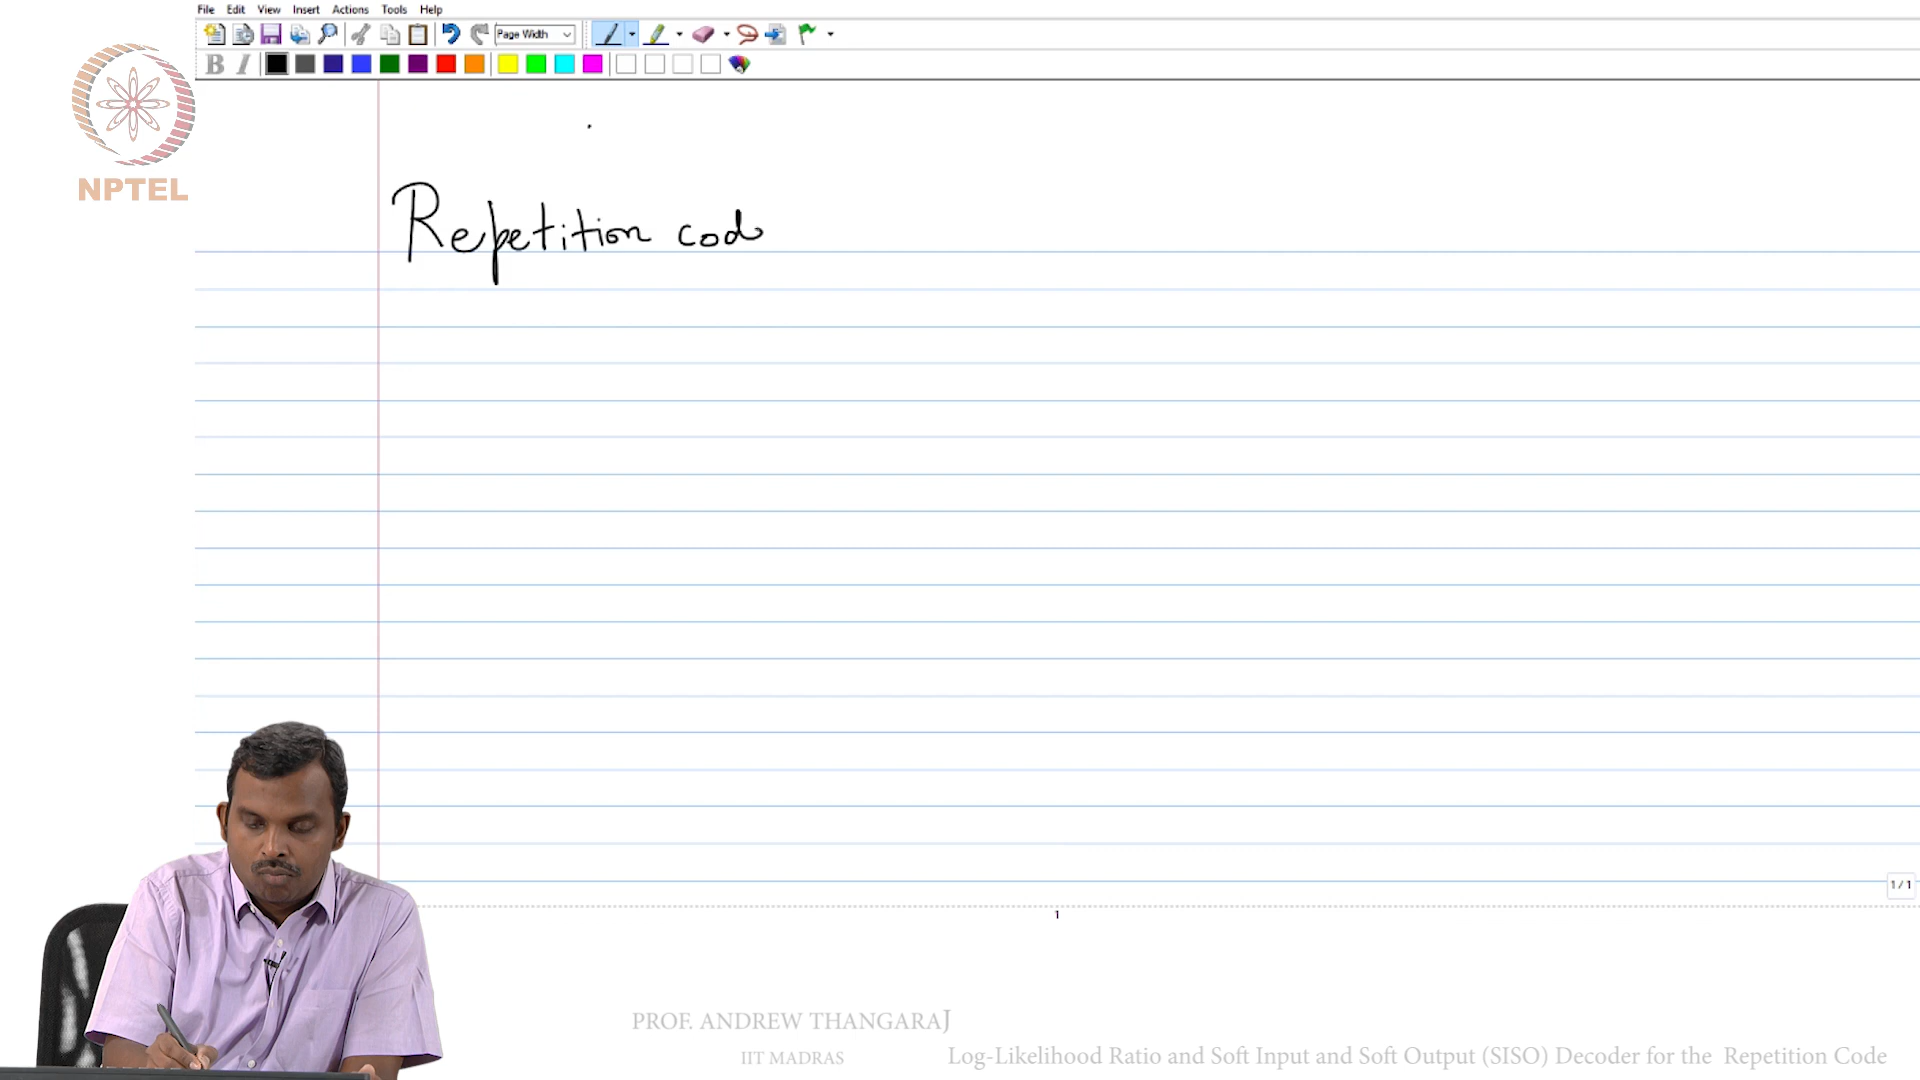 File Edit View Insert Actions Tools Help
Page Width
B I
NPTEL
Repetition cod
1 / 1
1
PROF. ANDREW THANGARAJ
IIT MADRAS
Log-Likelihood Ratio and Soft Input and Soft Output (SISO) Decoder for the Repetition Code